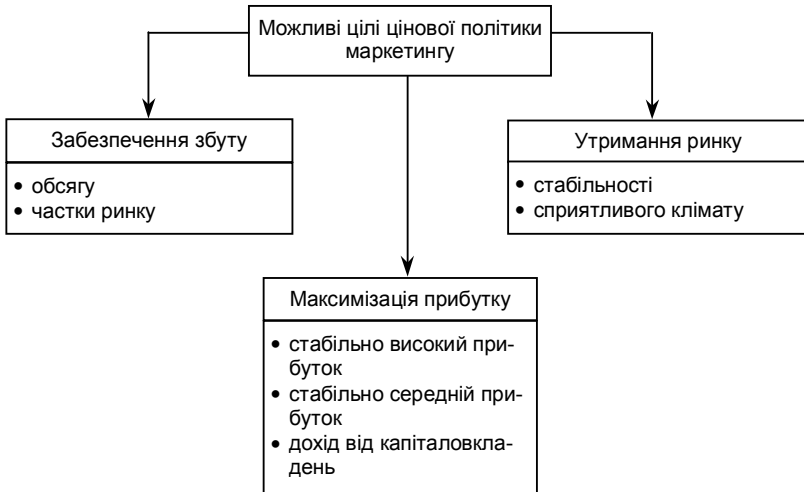 Можливі цілі цінової політики
маркетингу
Забезпечення збуту
• обсягу
• частки ринку
Утримання ринку
• стабільності
• сприятливого клімату
Максимізація прибутку
• стабільно високий при-
буток
• стабільно середній при-
буток
• дохід від капіталовкла-
день